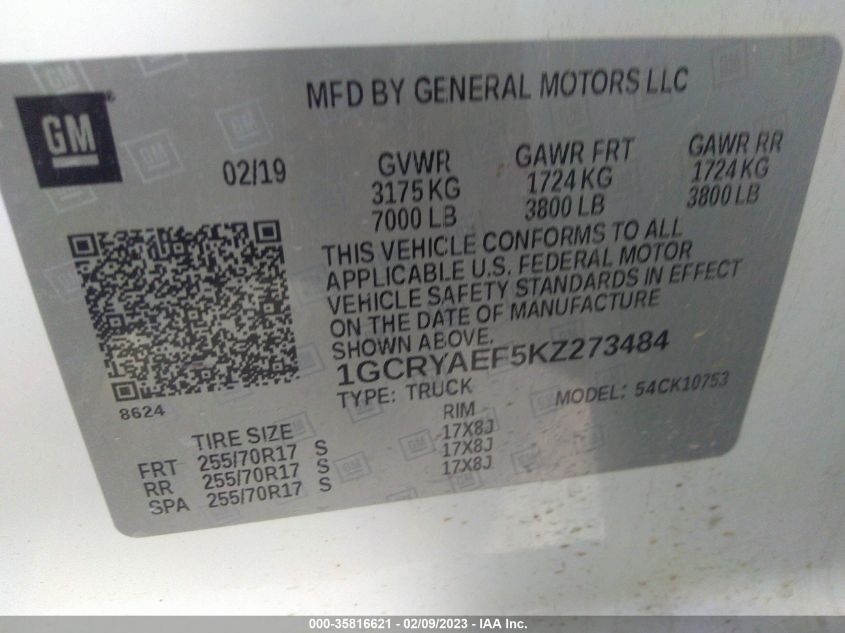 GM
MFD BY GENERAL MOTORS LLC
02/19
GVWR
3175 KG
7000 LB
GAWR FRT
1724 KG
3800 LB
GAWR RR
1724 KG
3800 LB
THIS VEHICLE CONFORMS TO ALL
APPLICABLE U.S. FEDERAL MOTOR
VEHICLE SAFETY STANDARDS IN EFFECT
ON THE DATE OF MANUFACTURE
SHOWN ABOVE.
1GCRYAEF5KZ273484
TYPE: TRUCK
MODEL: 54CK10753
8624
TIRE SIZE RIM
FRT 255/70R17 S 17X8J
RR 255/70R17 S 17X8J
SPA 255/70R17 S 17X8J
000-35816621 - 02/09/2023 - IAA Inc.